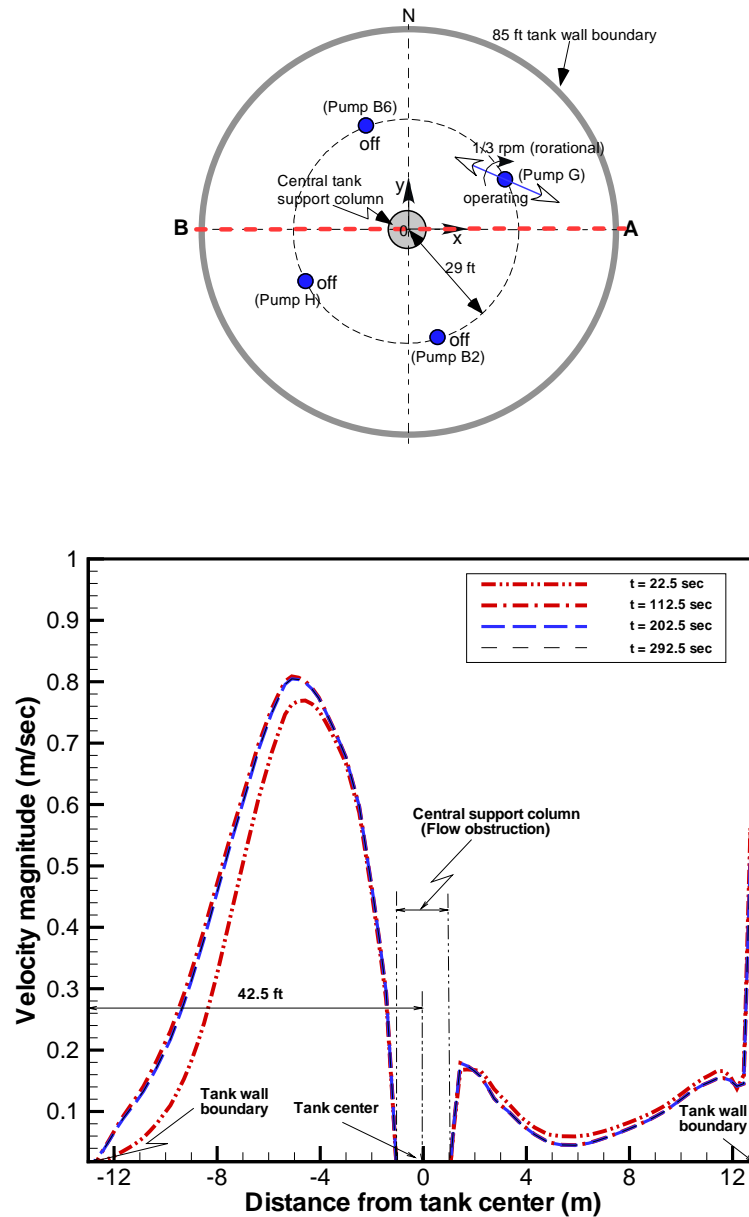 N
85 ft tank wall boundary
(Pump B6)
off
1/3 rpm (rorational)
(Pump G)
operating
Central tank
support column
y
B
0
x
A
29 ft
off
(Pump H)
off
(Pump B2)
1
0.9
0.8
0.7
0.6
0.5
0.4
0.3
0.2
0.1
Velocity magnitude (m/sec)
t = 22.5 sec
t = 112.5 sec
t = 202.5 sec
t = 292.5 sec
Central support column
(Flow obstruction)
42.5 ft
Tank wall
boundary
Tank center
Tank wall
boundary
-12
-8
-4
0
4
8
12
Distance from tank center (m)